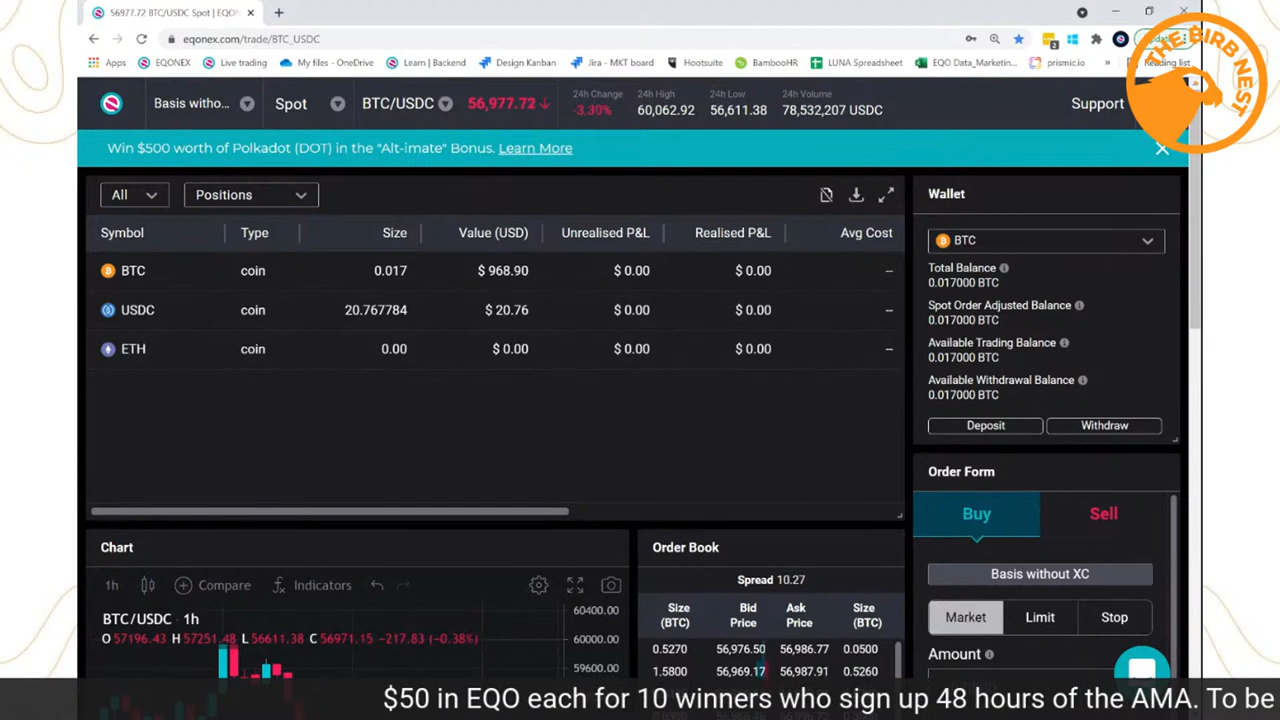 56977.72 BTC/USDC Spot | EQON
eqonex.com/trade/BTC_USDC
Apps EQONEX Live trading My files - OneDrive Learn | Backend Design Kanban Jira - MKT board Hootsuite BambooHR LUNA Spreadsheet EQO Data_Marketing... prismic.io » Reading list
THE BIRB NEST
Basis witho... Spot BTC/USDC 56,977.72↓ 24h Change -3.30% 24h High 60,062.92 24h Low 56,611.38 24h Volume 78,532,207 USDC Support
Win $500 worth of Polkadot (DOT) in the "Alt-imate" Bonus. Learn More
All Positions
Symbol Type Size Value (USD) Unrealised P&L Realised P&L Avg Cost
BTC coin 0.017 $ 968.90 $ 0.00 $ 0.00 --
USDC coin 20.767784 $ 20.76 $ 0.00 $ 0.00 --
ETH coin 0.00 $ 0.00 $ 0.00 $ 0.00 --
Wallet
BTC
Total Balance
0.017000 BTC
Spot Order Adjusted Balance
0.017000 BTC
Available Trading Balance
0.017000 BTC
Available Withdrawal Balance
0.017000 BTC
Deposit Withdraw
Order Form
Buy Sell
Basis without XC
Market Limit Stop
Amount
Chart
1h Compare Indicators
BTC/USDC · 1h
O 57196.43 H 57251.48 L 56611.38 C 56971.15 -217.83 (-0.38%)
60400.00
60000.00
59600.00
Order Book
Spread 10.27
Size (BTC) Bid Price Ask Price Size (BTC)
0.5270 56,976.50 56,986.77 0.0500
1.5800 56,969.17 56,987.91 0.5260
$50 in EQO each for 10 winners who sign up 48 hours of the AMA. To be